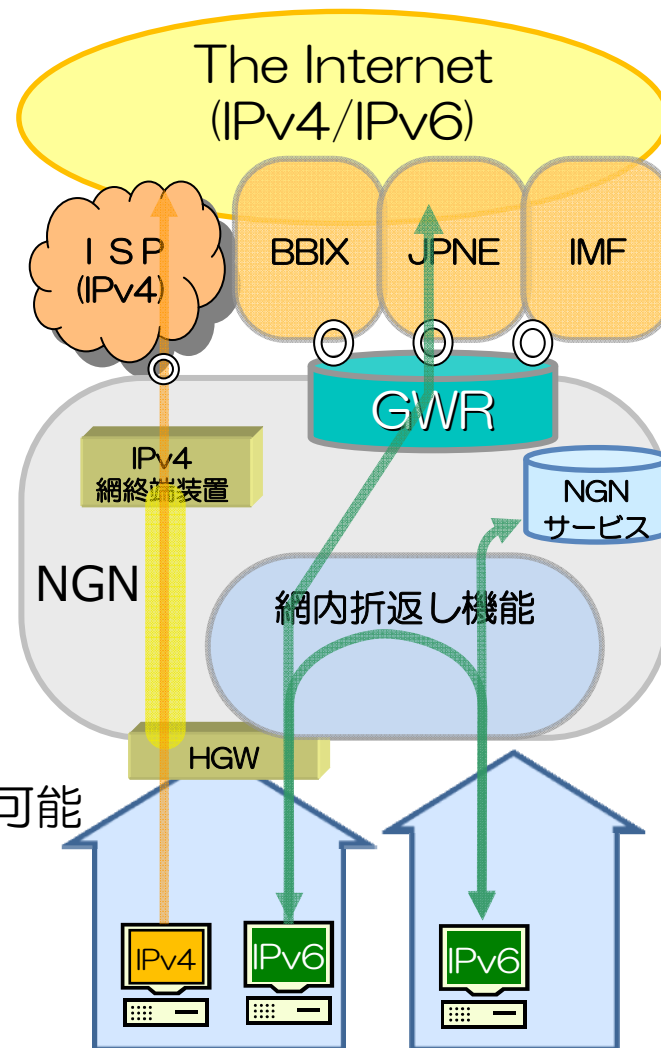 The Internet
(IPv4/IPv6)
ＩＳＰ
(IPv4)
BBIX
JPNE
IMF
GWR
IPv4
網終端装置
NGN
サービス
NGN
網内折返し機能
HGW
可能
IPv4
IPv6
IPv6